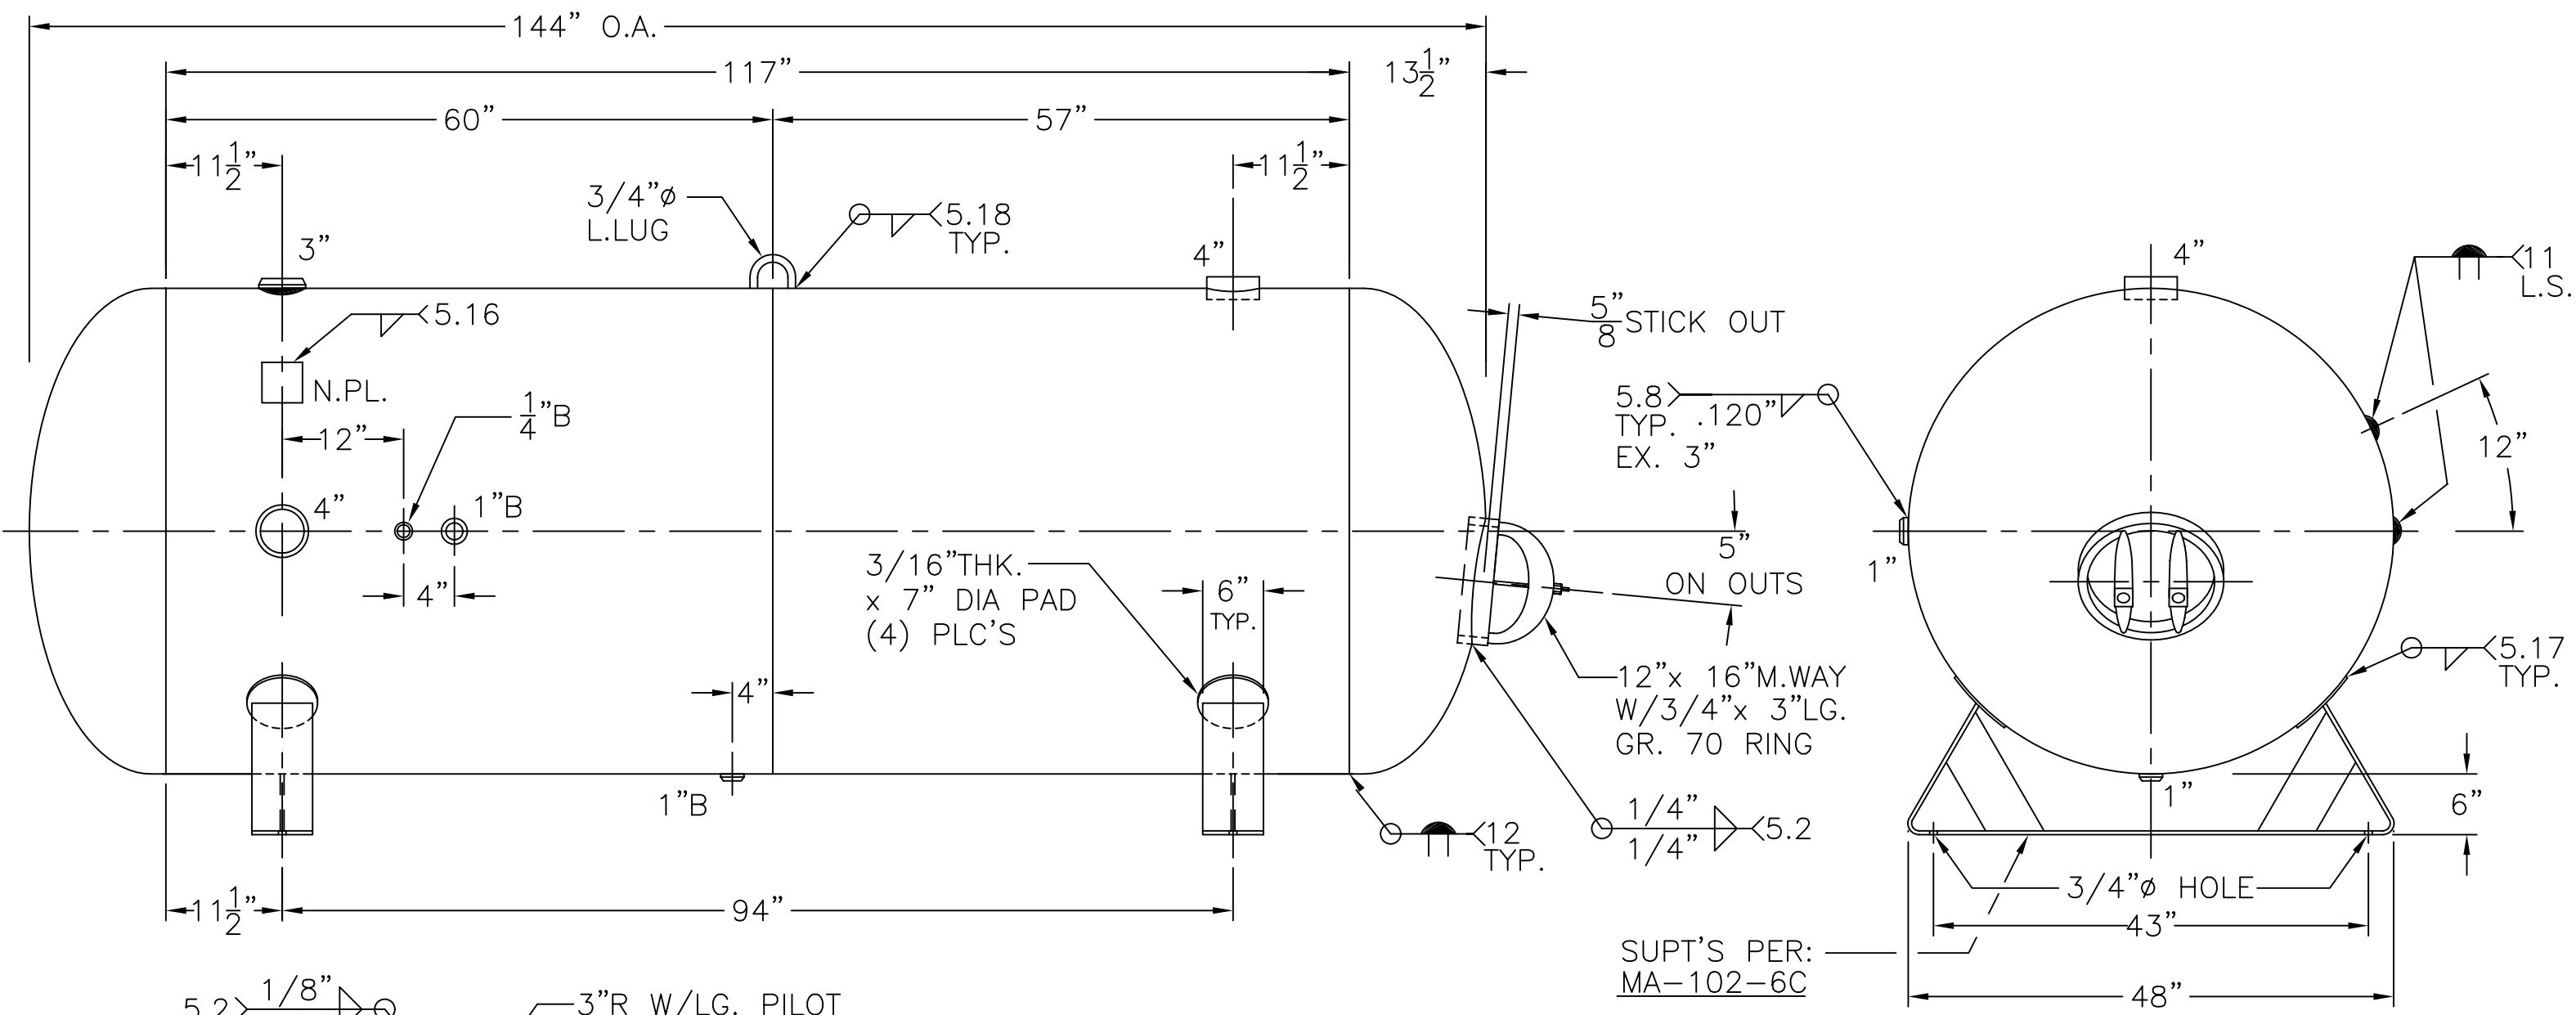 144” O.A.
117”
13 1/2”
60”
57”
11 1/2”
11 1/2”
3/4”ø
L.LUG
5.18
TYP.
3”
4”
4”
11
L.S.
5.16
5/8” STICK OUT
N.PL.
1/4”B
5.8
TYP.
EX. 3”
.120”
12”
12”
4”
1”B
3/16”THK.
x 7” DIA PAD
(4) PLC’S
6”
TYP.
5”
ON OUTS
1”
4”
12”x 16”M.WAY
W/3/4”x 3”LG.
GR. 70 RING
5.17
TYP.
4”
1”B
1”
6”
12
TYP.
1/4”
1/4”
5.2
3/4”ø HOLE
11 1/2”
94”
43”
SUPT’S PER:
MA–102–6C
48”
5.2
1/8”
3”R W/LG. PILOT